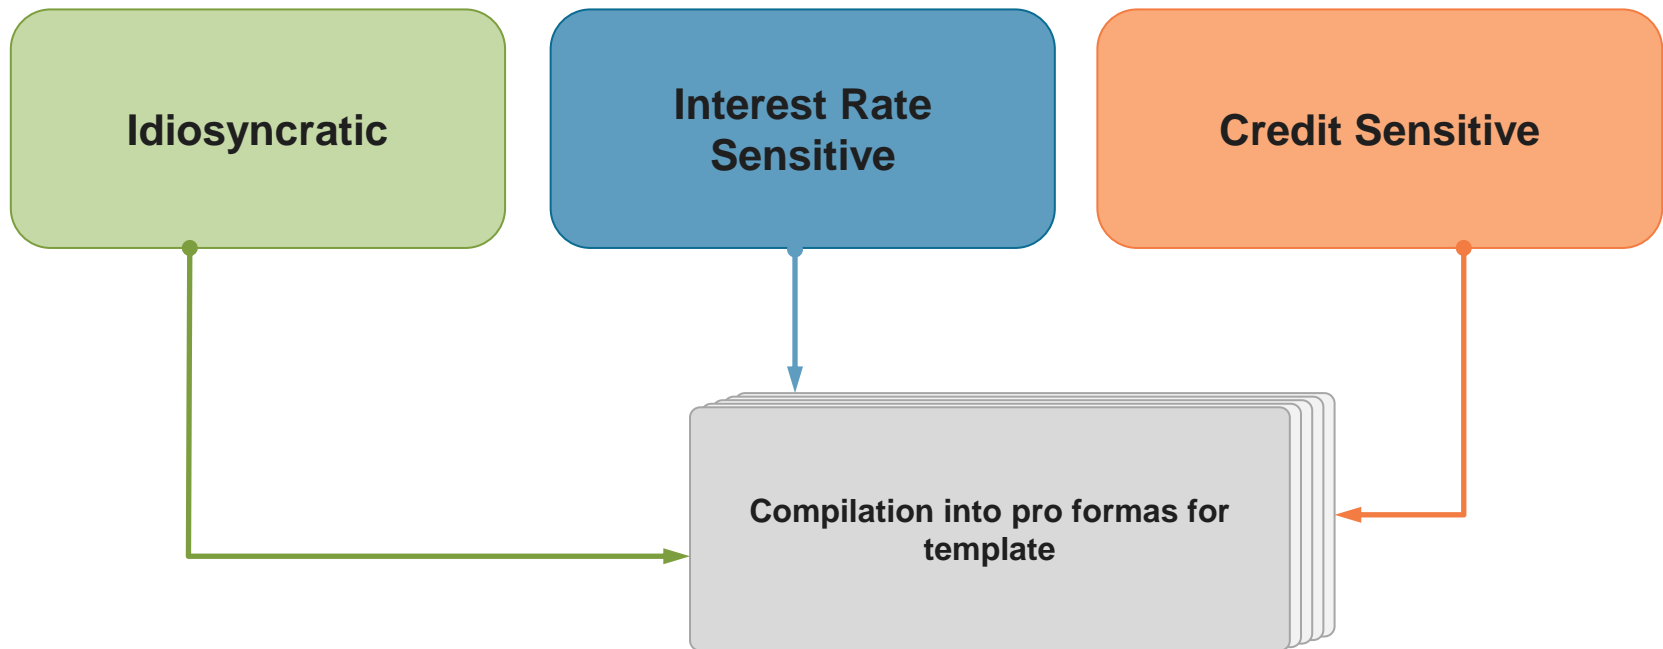 Idiosyncratic
Interest Rate
Sensitive
Credit Sensitive
Compilation into pro formas for
template